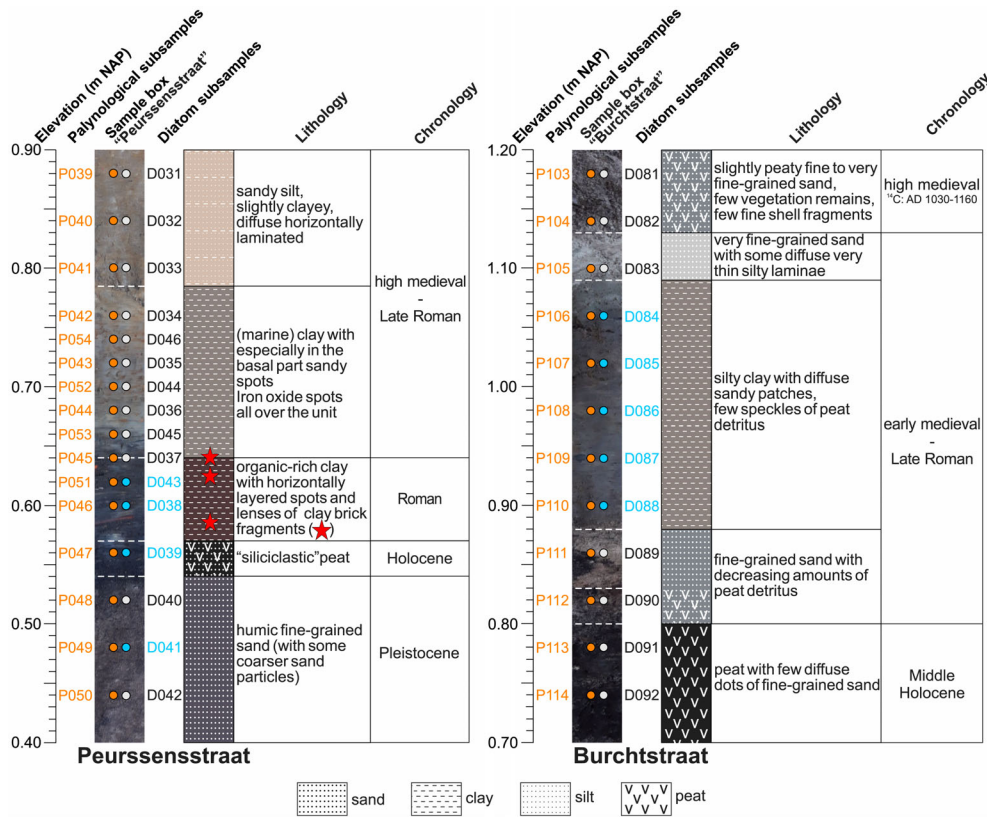 Elevation (m NAP)
Palynological subsamples
Sample box
“Peurssensstraat”
Diatom subsamples
Lithology
Chronology
0.90
0.80
0.70
0.60
0.50
0.40
P039
P040
P041
P042
P054
P043
P052
P044
P053
P045
P051
P046
P047
P048
P049
P050
D031
D032
D033
D034
D046
D035
D044
D036
D045
D037
D043
D038
D039
D040
D041
D042
sandy silt,
slightly clayey,
diffuse horizontally
laminated
(marine) clay with
especially in the
basal part sandy
spots
Iron oxide spots
all over the unit
organic-rich clay
with horizontally
layered spots and
lenses of clay brick
fragments ( )
“siliciclastic”peat
humic fine-grained
sand (with some
coarser sand
particles)
high medieval
-
Late Roman
Roman
Holocene
Pleistocene
Peurssensstraat
Elevation (m NAP)
Palynological subsamples
Sample box
“Burchtstraat”
Diatom subsamples
Lithology
Chronology
1.20
1.10
1.00
0.90
0.80
0.70
P103
P104
P105
P106
P107
P108
P109
P110
P111
P112
P113
P114
D081
D082
D083
D084
D085
D086
D087
D088
D089
D090
D091
D092
slightly peaty fine to very
fine-grained sand,
few vegetation remains,
few fine shell fragments
very fine-grained sand
with some diffuse very
thin silty laminae
silty clay with diffuse
sandy patches,
few speckles of peat
detritus
fine-grained sand with
decreasing amounts of
peat detritus
peat with few diffuse
dots of fine-grained sand
high medieval
¹⁴C: AD 1030-1160
early medieval
-
Late Roman
Middle
Holocene
Burchtstraat
sand
clay
silt
peat